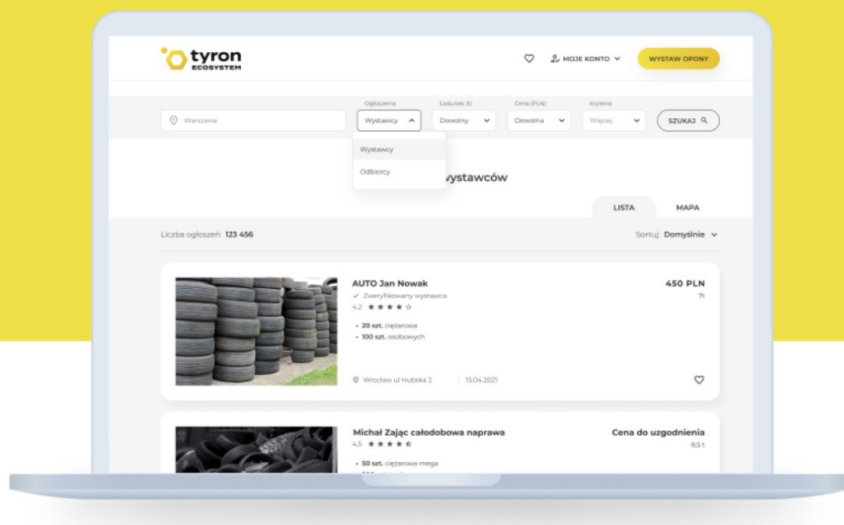 tyron
ECOSYSTEM
MOJE KONTO
WYSTAW OPONY
Ogłoszenia
Ładunek (t)
Cena (PLN)
Kryteria
Warszawa
Wystawcy
Dowolny
Dowolna
Więcej
SZUKAJ
Wystawcy
Odbiorcy
wystawców
LISTA
MAPA
Liczba ogłoszeń: 123 456
Sortuj: Domyślnie
AUTO Jan Nowak
450 PLN
Zweryfikowany wystawca
7t
4.2
• 20 szt. ciężarowa
• 100 szt. osobowych
Wrocław ul Hubska 2
15.04.2021
Michał Zając całodobowa naprawa
Cena do uzgodnienia
4.5
8,5 t
• 50 szt. ciężarowa mega